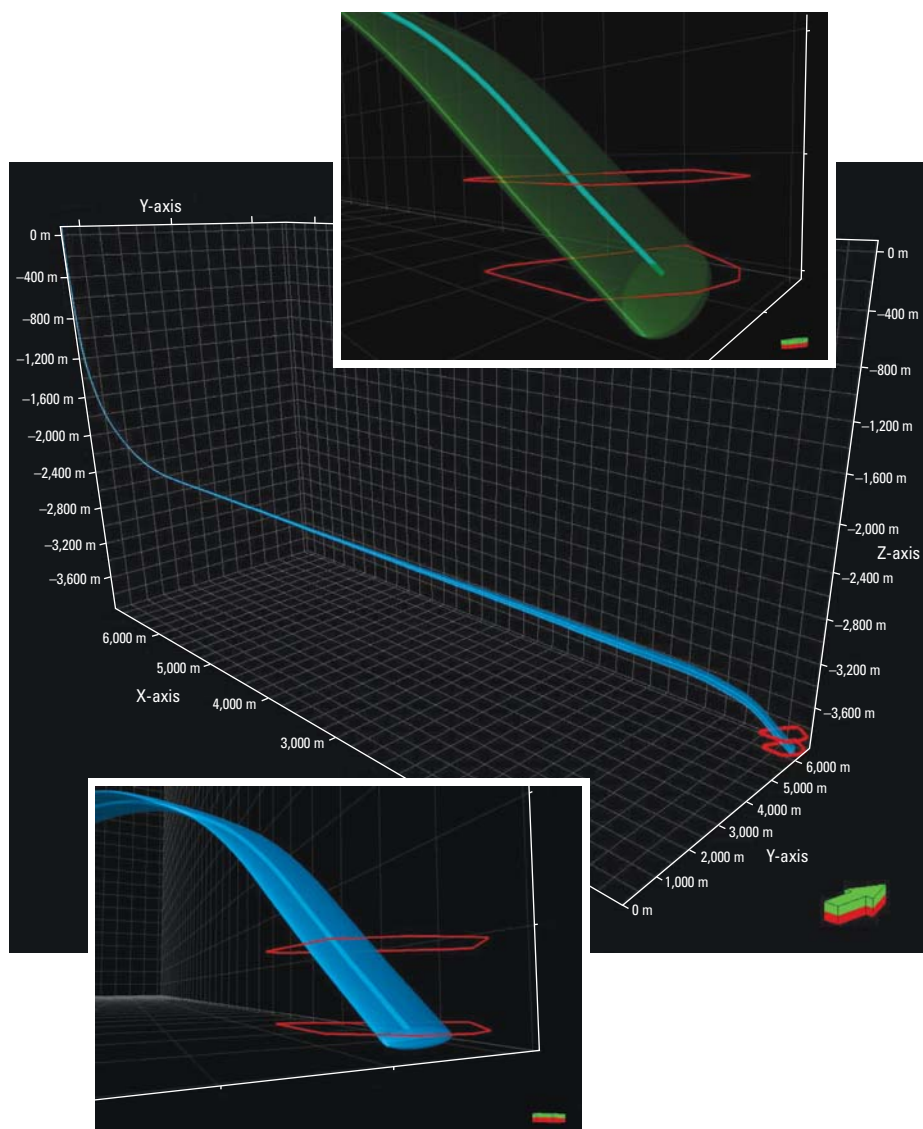 Y-axis
0 m
–400 m
–800 m
–1,200 m
–1,600 m
–2,000 m
–2,400 m
–2,800 m
–3,200 m
–3,600 m
6,000 m
5,000 m
4,000 m
3,000 m
X-axis
0 m
–400 m
–800 m
–1,200 m
–1,600 m
–2,000 m
Z-axis
–2,400 m
–2,800 m
–3,200 m
–3,600 m
6,000 m
5,000 m
4,000 m
3,000 m
2,000 m
Y-axis
1,000 m
0 m